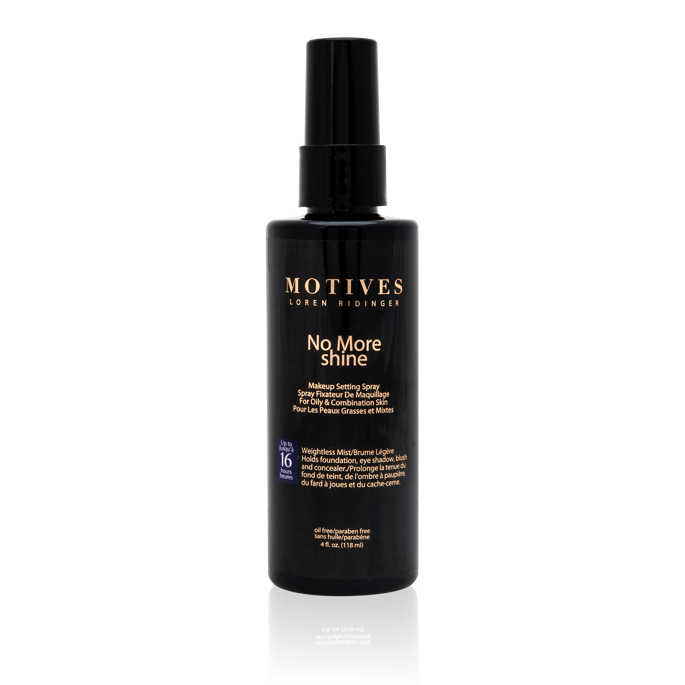 MOTIVES
LOREN RIDINGER
No More
shine
Makeup Setting Spray
Spray Fixateur De Maquillage
For Oily & Combination Skin
Pour Les Peaux Grasses et Mixtes
Up to
jusqu'à
16
hours
heures
Weightless Mist/Brume Légère
Holds foundation, eye shadow, blush
and concealer./Prolonge la tenue du
fond de teint, de l'ombre à paupière,
du fard à joues et du cache-cerne.
oil free/paraben free
sans huile/parabène
4 fl. oz. (118 ml)